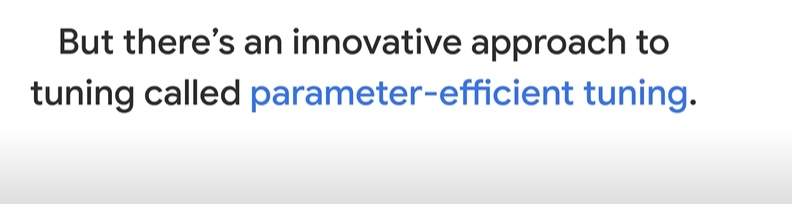 But there’s an innovative approach to
tuning called parameter-efficient tuning.